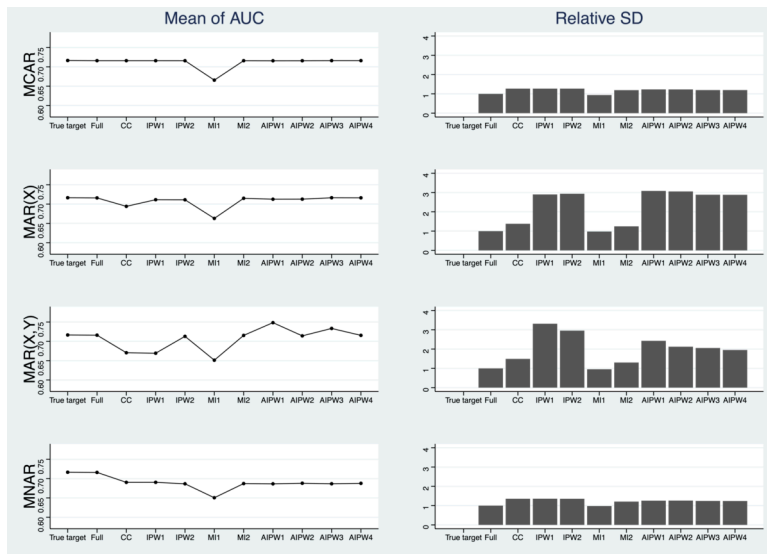 Mean of AUC
Relative SD
MCAR
0.60 0.65 0.70 0.75
True target Full CC IPW1 IPW2 MI1 MI2 AIPW1 AIPW2 AIPW3 AIPW4
0 1 2 3 4
True target Full CC IPW1 IPW2 MI1 MI2 AIPW1 AIPW2 AIPW3 AIPW4
MAR(X)
0.60 0.65 0.70 0.75
True target Full CC IPW1 IPW2 MI1 MI2 AIPW1 AIPW2 AIPW3 AIPW4
0 1 2 3 4
True target Full CC IPW1 IPW2 MI1 MI2 AIPW1 AIPW2 AIPW3 AIPW4
MAR(X,Y)
0.60 0.65 0.70 0.75
True target Full CC IPW1 IPW2 MI1 MI2 AIPW1 AIPW2 AIPW3 AIPW4
0 1 2 3 4
True target Full CC IPW1 IPW2 MI1 MI2 AIPW1 AIPW2 AIPW3 AIPW4
MNAR
0.60 0.65 0.70 0.75
True target Full CC IPW1 IPW2 MI1 MI2 AIPW1 AIPW2 AIPW3 AIPW4
0 1 2 3 4
True target Full CC IPW1 IPW2 MI1 MI2 AIPW1 AIPW2 AIPW3 AIPW4